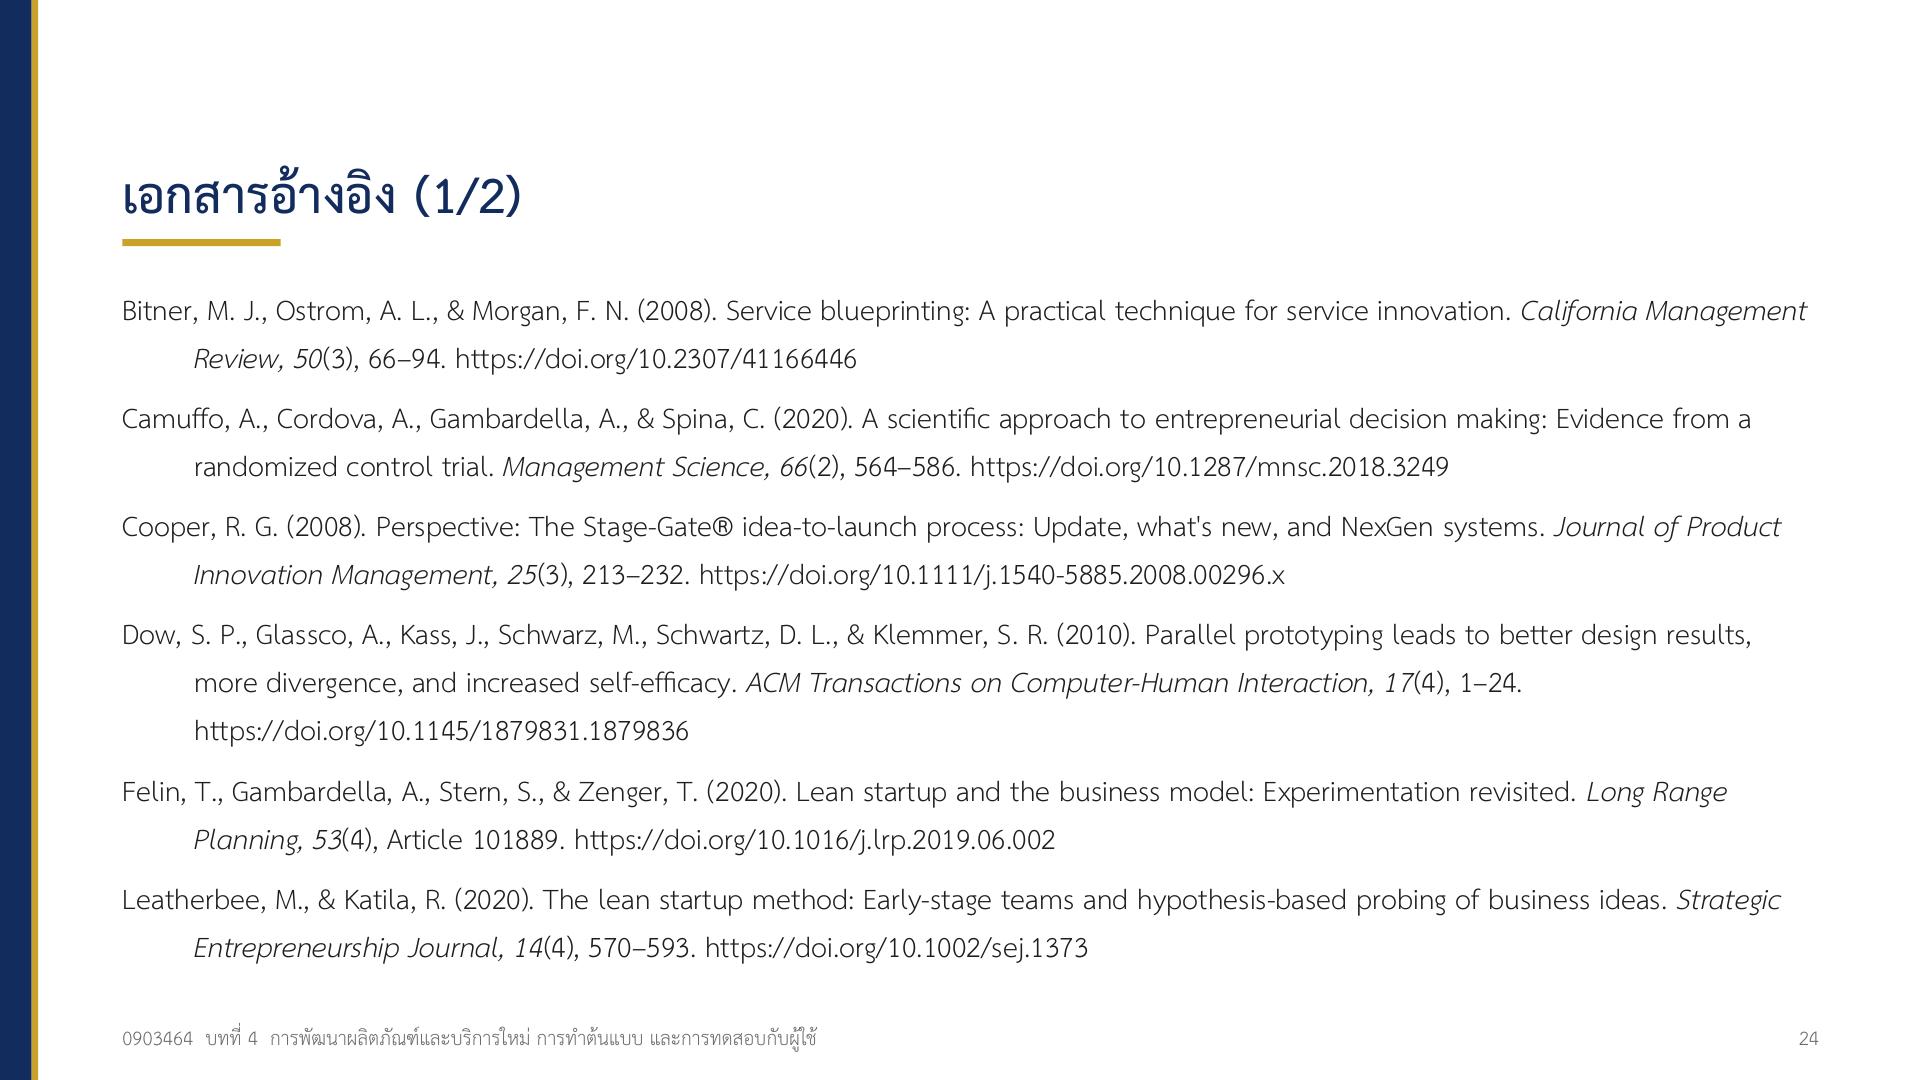 เอกสารอ้างอิง (1/2)
Bitner, M. J., Ostrom, A. L., & Morgan, F. N. (2008). Service blueprinting: A practical technique for service innovation. California Management
Review, 50(3), 66–94. https://doi.org/10.2307/41166446
Camuffo, A., Cordova, A., Gambardella, A., & Spina, C. (2020). A scientific approach to entrepreneurial decision making: Evidence from a
randomized control trial. Management Science, 66(2), 564–586. https://doi.org/10.1287/mnsc.2018.3249
Cooper, R. G. (2008). Perspective: The Stage-Gate® idea-to-launch process: Update, what's new, and NexGen systems. Journal of Product
Innovation Management, 25(3), 213–232. https://doi.org/10.1111/j.1540-5885.2008.00296.x
Dow, S. P., Glassco, A., Kass, J., Schwarz, M., Schwartz, D. L., & Klemmer, S. R. (2010). Parallel prototyping leads to better design results,
more divergence, and increased self-efficacy. ACM Transactions on Computer-Human Interaction, 17(4), 1–24.
https://doi.org/10.1145/1879831.1879836
Felin, T., Gambardella, A., Stern, S., & Zenger, T. (2020). Lean startup and the business model: Experimentation revisited. Long Range
Planning, 53(4), Article 101889. https://doi.org/10.1016/j.lrp.2019.06.002
Leatherbee, M., & Katila, R. (2020). The lean startup method: Early-stage teams and hypothesis-based probing of business ideas. Strategic
Entrepreneurship Journal, 14(4), 570–593. https://doi.org/10.1002/sej.1373
0903464 บทที่ 4 การพัฒนาผลิตภัณฑ์และบริการใหม่ การทำต้นแบบ และการทดสอบกับผู้ใช้
24